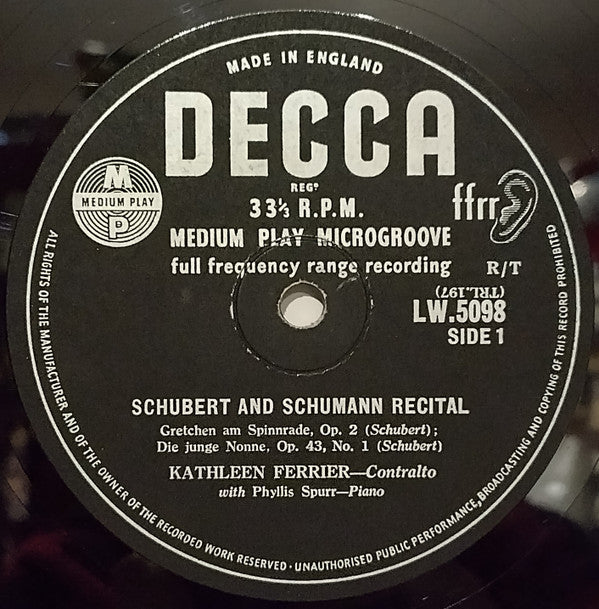 MADE IN ENGLAND
DECCA
REGD
33⅓ R.P.M.
ffrr
M
MEDIUM PLAY
P
MEDIUM PLAY MICROGROOVE
full frequency range recording
R/T
(TRL.197)
LW.5098
SIDE 1
SCHUBERT AND SCHUMANN RECITAL
Gretchen am Spinnrade, Op. 2 (Schubert);
Die junge Nonne, Op. 43, No. 1 (Schubert)
KATHLEEN FERRIER—Contralto
with Phyllis Spurr—Piano
ALL RIGHTS OF THE MANUFACTURER AND OF THE OWNER OF THE RECORDED WORK RESERVED · UNAUTHORISED PUBLIC PERFORMANCE, BROADCASTING AND COPYING OF THIS RECORD PROHIBITED